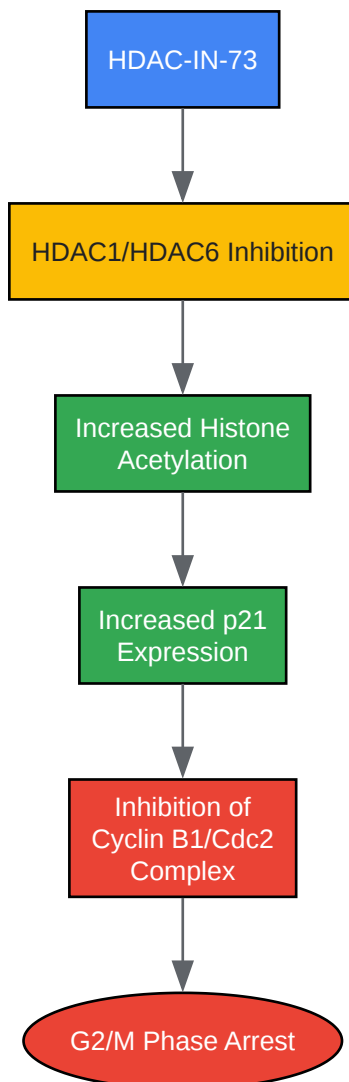 HDAC-IN-73
HDAC1/HDAC6 Inhibition
Increased Histone
Acetylation
Increased p21
Expression
Inhibition of
Cyclin B1/Cdc2
Complex
G2/M Phase Arrest